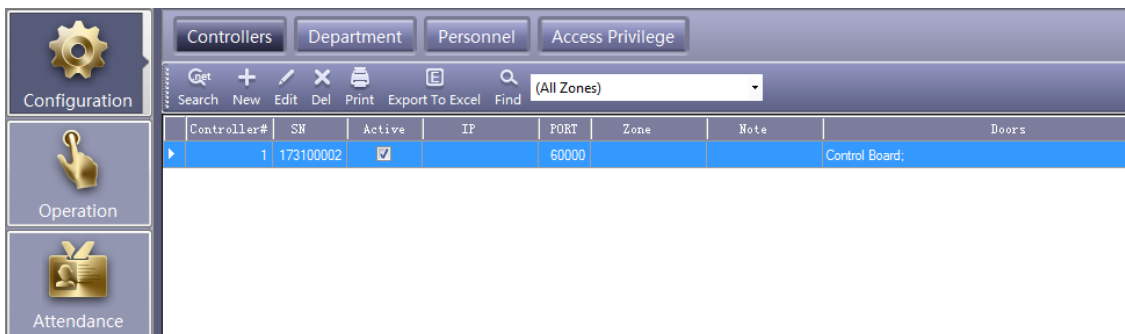 Controllers Department Personnel Access Privilege
net
E
Search New Edit Del Print Export To Excel Find (All Zones)
Configuration
Controller# SN Active IP PORT Zone Note Doors
1 173100002 60000 Control Board;
Operation
Attendance